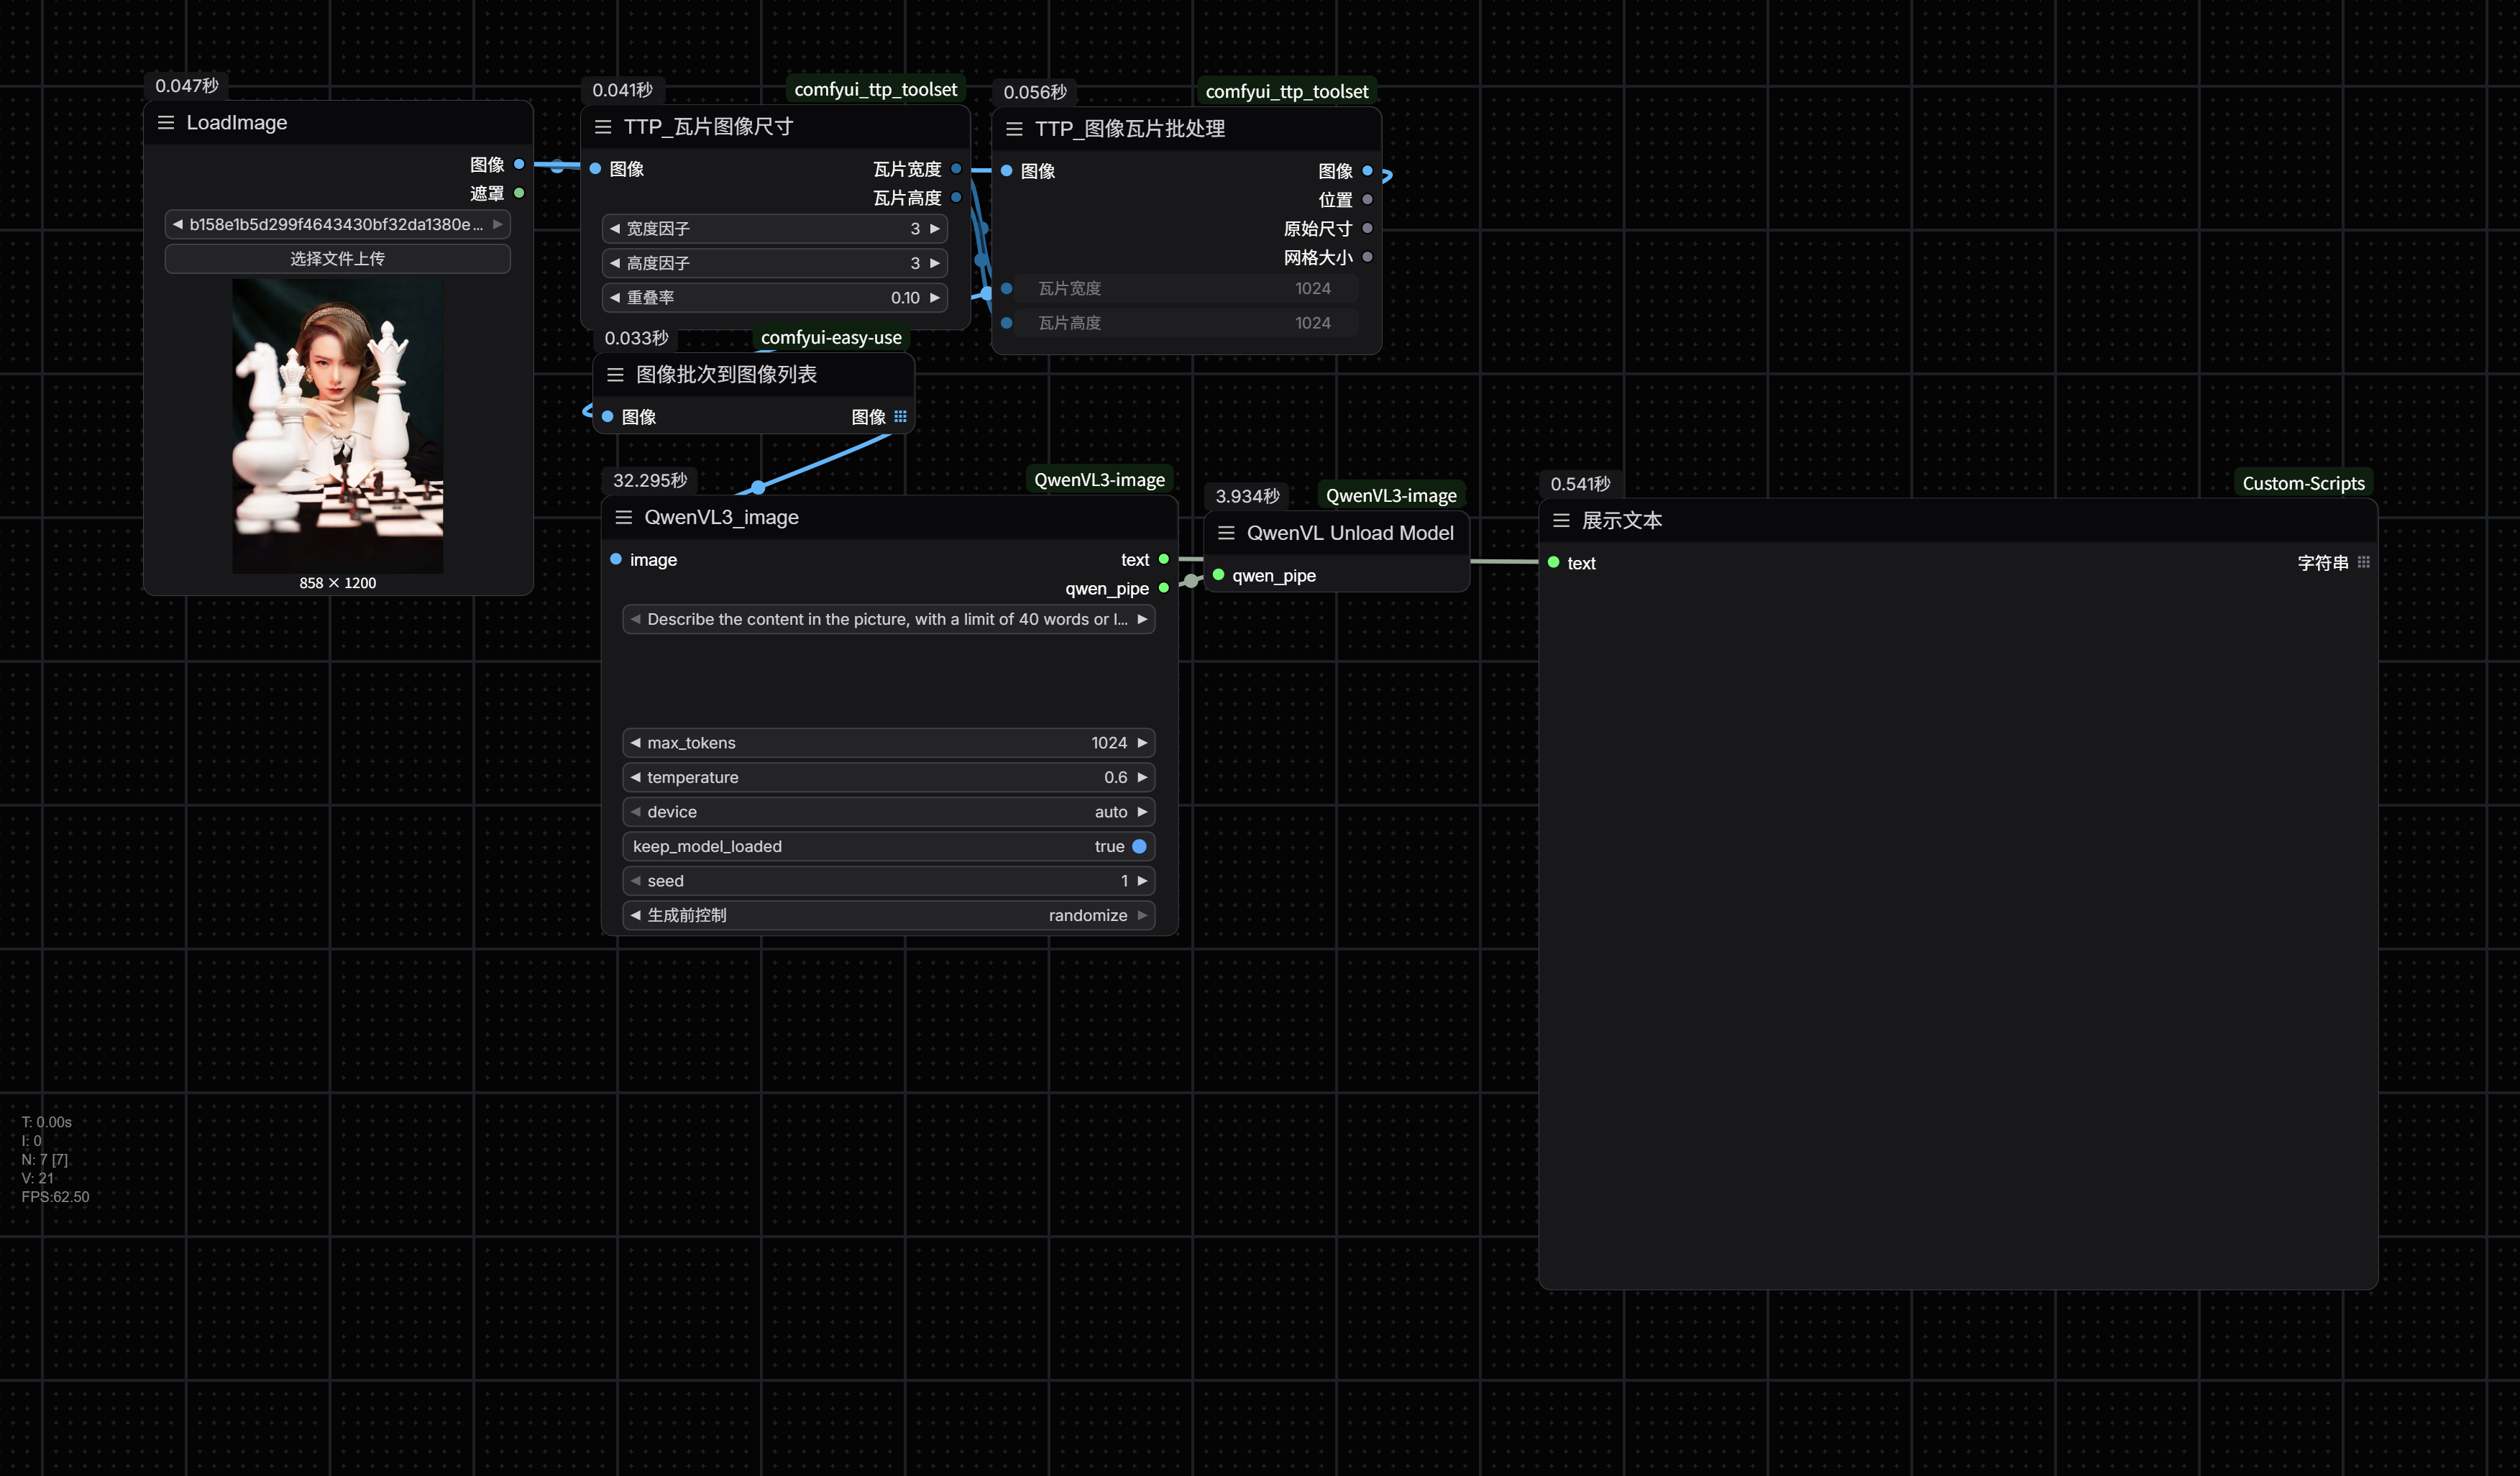 0.047秒
LoadImage
图像
遮罩
b158e1b5d299f4643430bf32da1380e...
选择文件上传
858 × 1200
0.041秒
comfyui_ttp_toolset
TTP_瓦片图像尺寸
图像
瓦片宽度
瓦片高度
宽度因子 3
高度因子 3
重叠率 0.10
0.056秒
comfyui_ttp_toolset
TTP_图像瓦片批处理
图像
图像
位置
原始尺寸
网格大小
瓦片宽度 1024
瓦片高度 1024
0.033秒
comfyui-easy-use
图像批次到图像列表
图像
图像
32.295秒
QwenVL3-image
QwenVL3_image
image
text
qwen_pipe
Describe the content in the picture, with a limit of 40 words or l...
max_tokens 1024
temperature 0.6
device auto
keep_model_loaded true
seed 1
生成前控制 randomize
3.934秒
QwenVL3-image
QwenVL Unload Model
qwen_pipe
0.541秒
Custom-Scripts
展示文本
text
字符串
T: 0.00s
I: 0
N: 7 [7]
V: 21
FPS:62.50